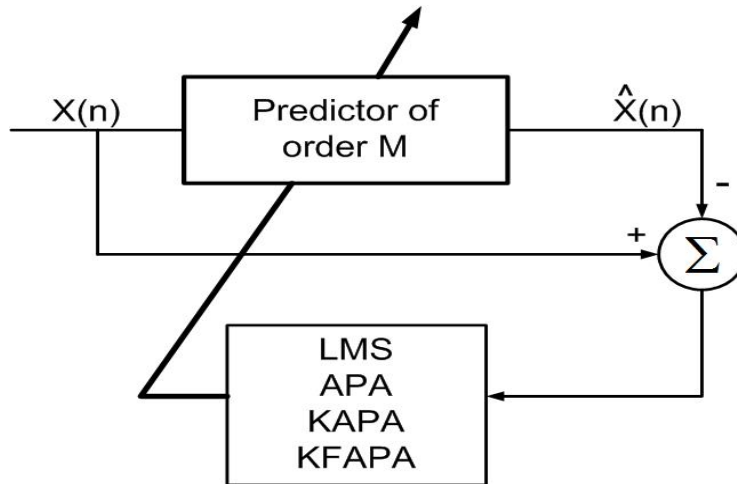 X(n)
Predictor of
order M
X̂(n)
-
+
Σ
LMS
APA
KAPA
KFAPA